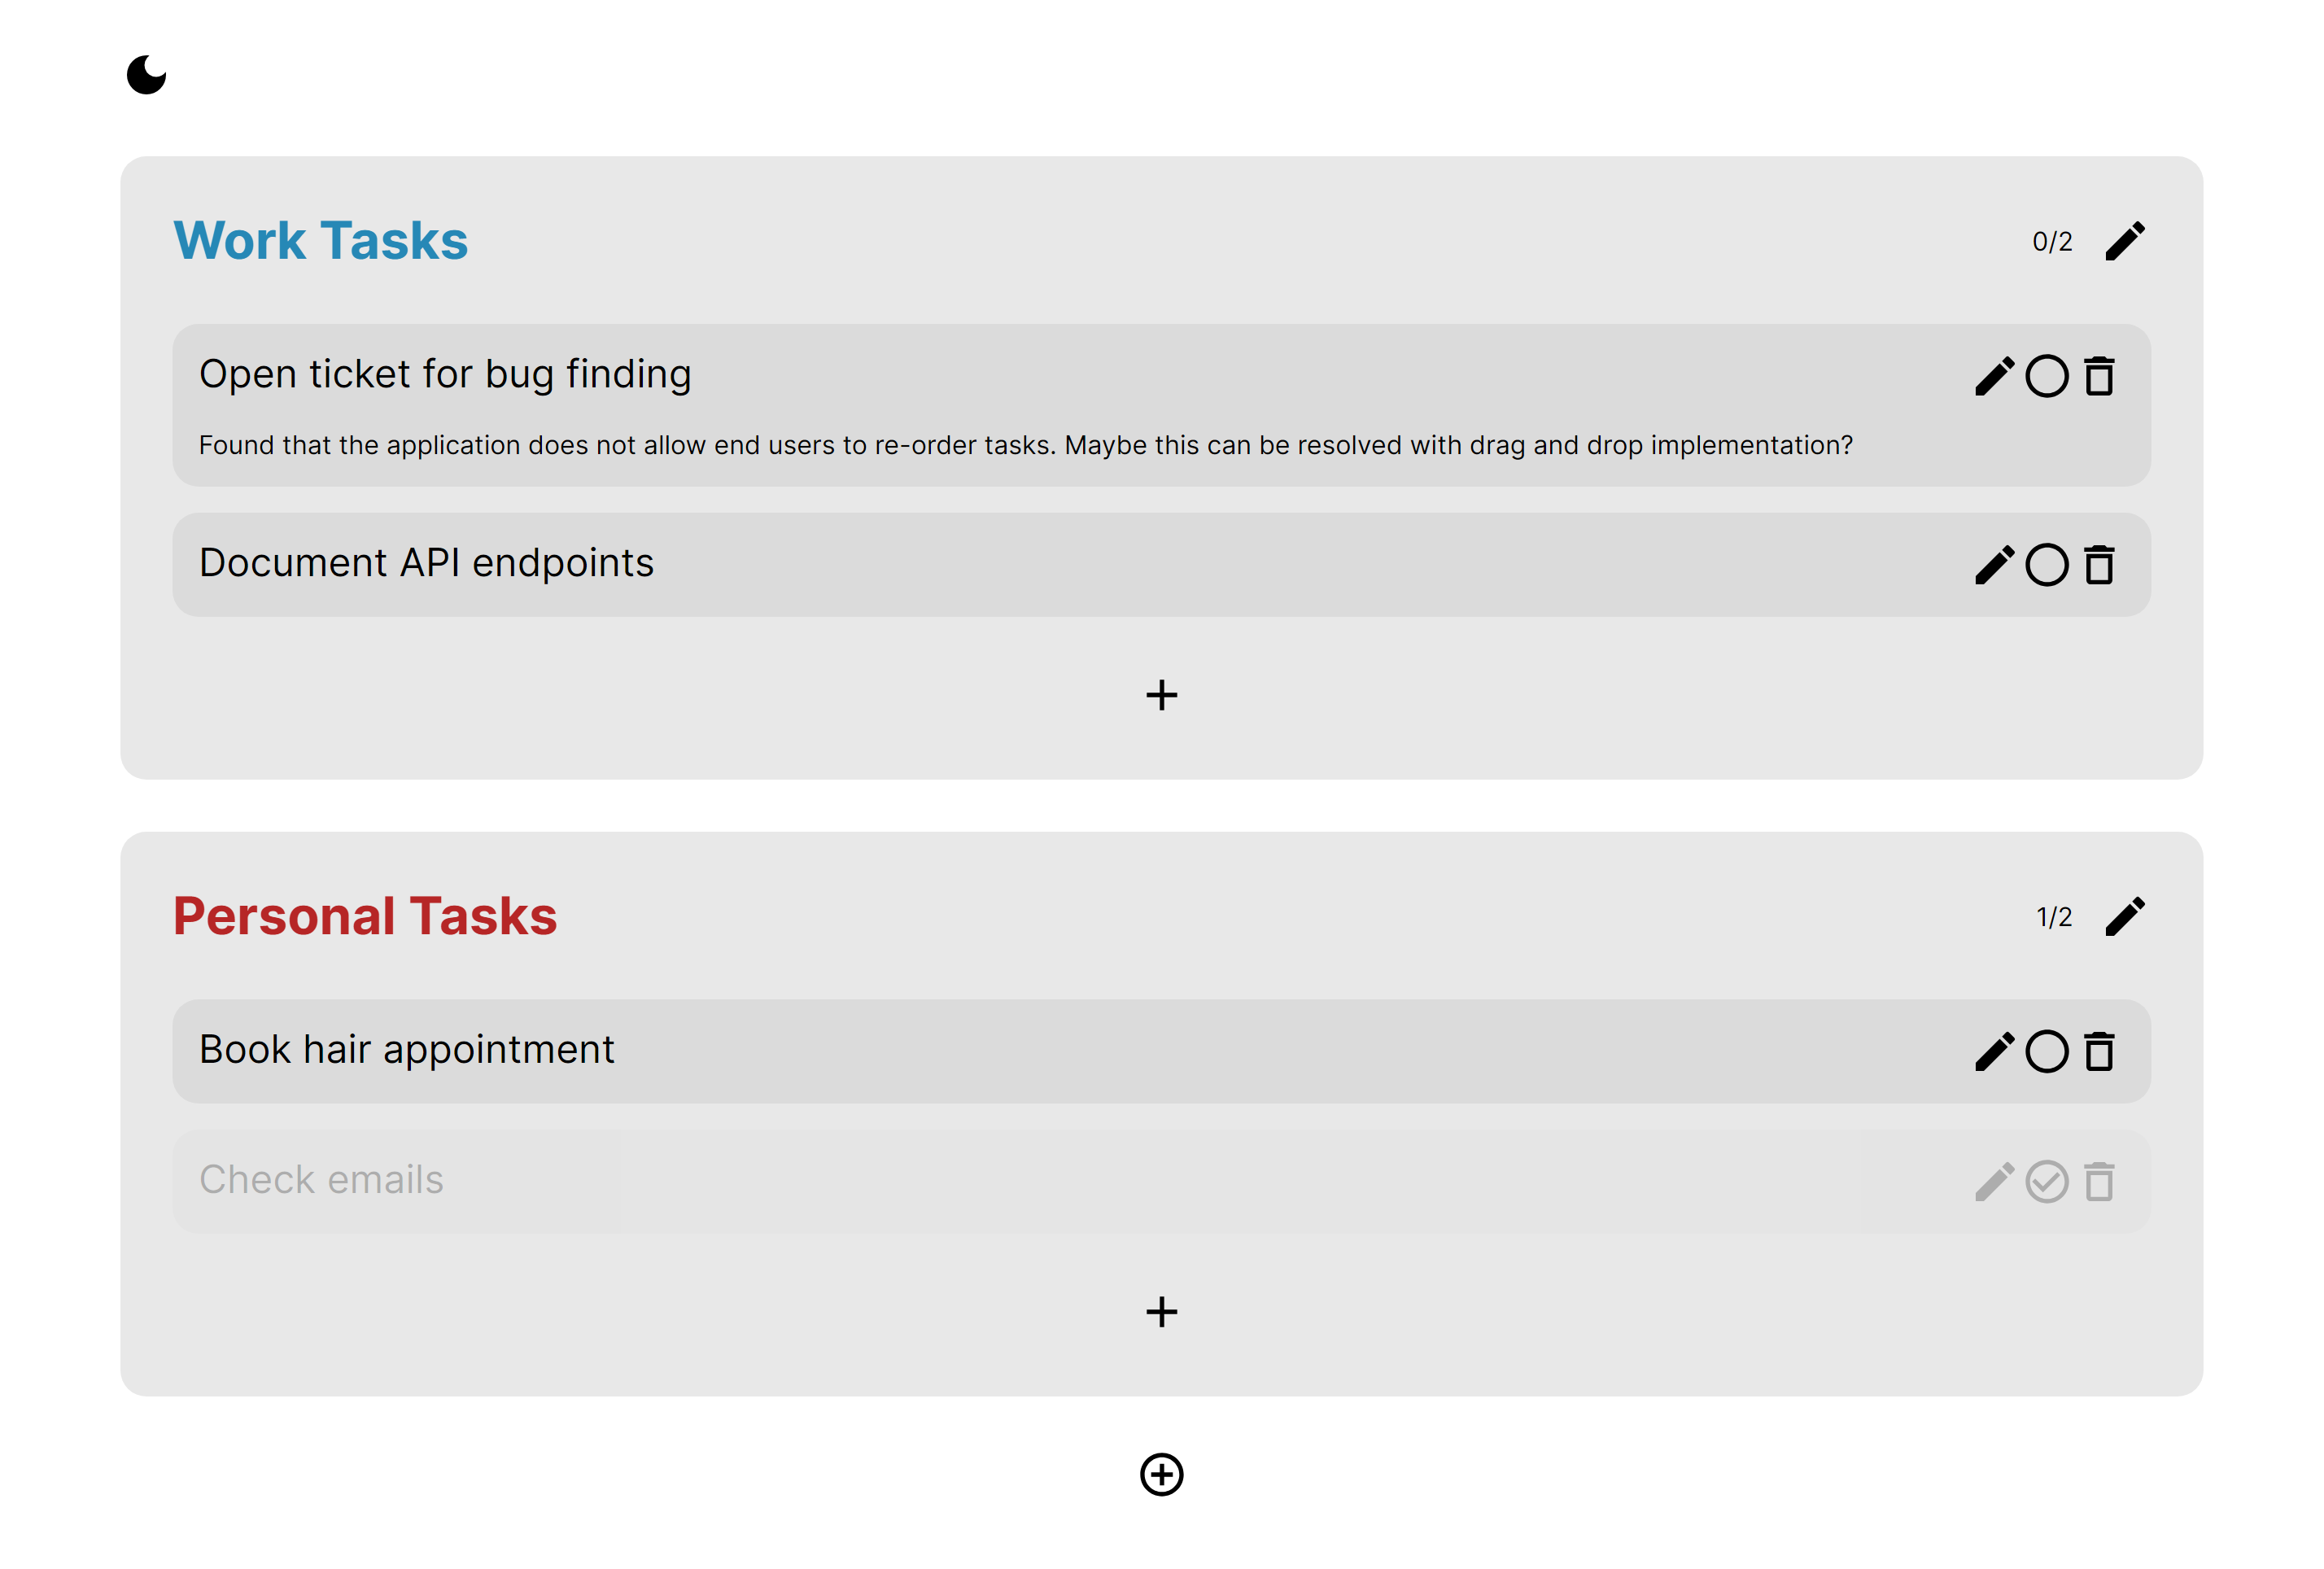 Work Tasks
0/2
Open ticket for bug finding
Found that the application does not allow end users to re-order tasks. Maybe this can be resolved with drag and drop implementation?
Document API endpoints
Personal Tasks
1/2
Book hair appointment
Check emails